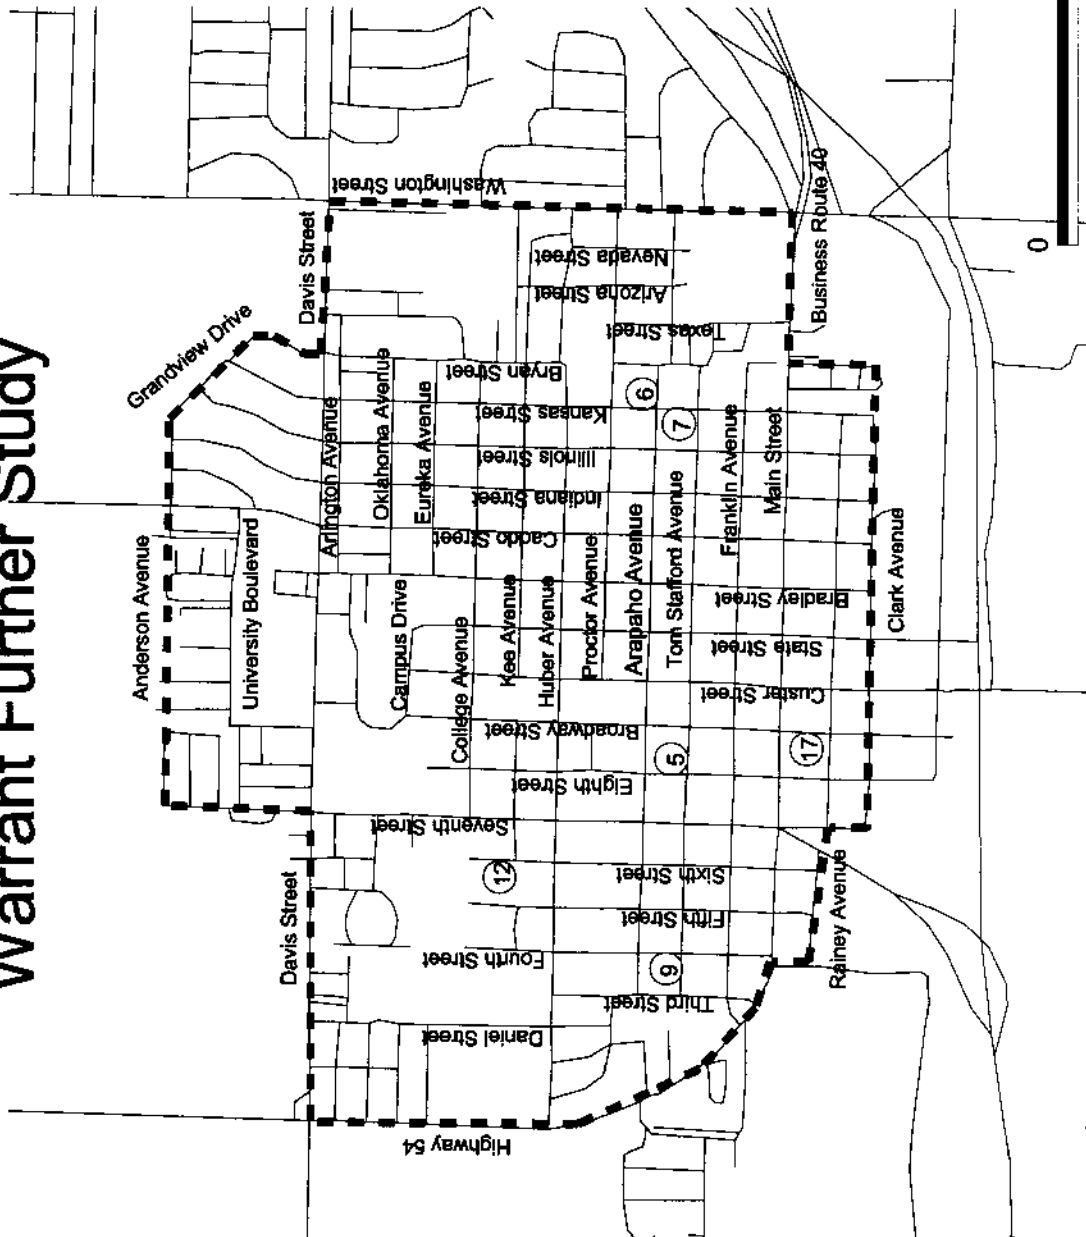 Warrant Further Study
Grandview Drive
Davis Street
Washington Street
Anderson Avenue
University Boulevard
Arlington Avenue
Oklahoma Avenue
Eureka Avenue
Campus Drive
College Avenue
Kee Avenue
Huber Avenue
Proctor Avenue
Arapaho Avenue
Tom Stafford Avenue
Franklin Avenue
Main Street
Clark Avenue
Business Route 40
Nevada Street
Arizona Street
Texas Street
Bryan Street
Kansas Street
Illinois Street
Indiana Street
Caddo Street
Bradley Street
State Street
Custer Street
Broadway Street
Eighth Street
Seventh Street
Sixth Street
Fifth Street
Fourth Street
Third Street
Daniel Street
Davis Street
Highway 54
Rainey Avenue
6
7
5
17
12
9
0